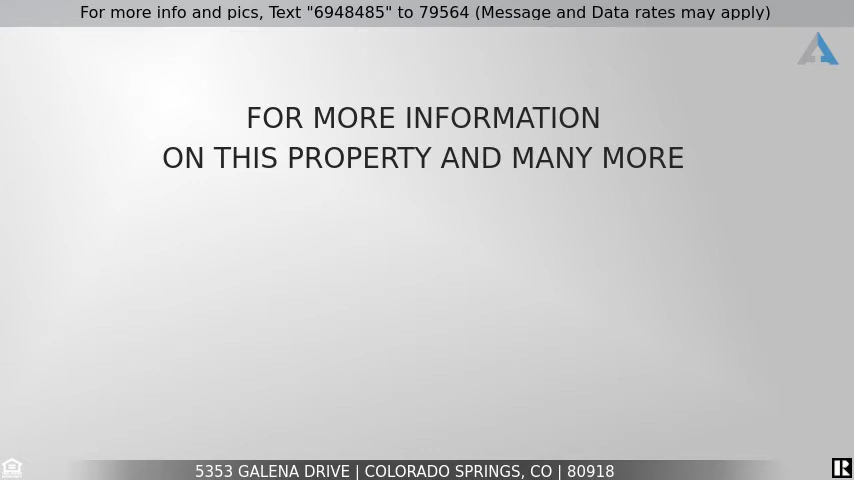 For more info and pics, Text "6948485" to 79564 (Message and Data rates may apply)
FOR MORE INFORMATION
ON THIS PROPERTY AND MANY MORE
5353 GALENA DRIVE | COLORADO SPRINGS, CO | 80918